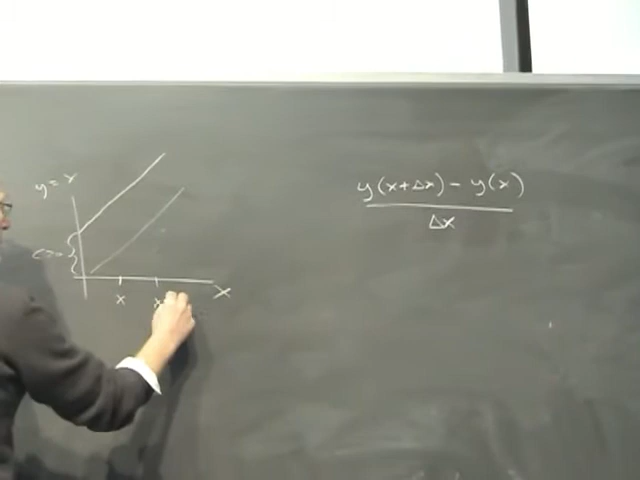 y = x
y(x+Δx) - y(x)
Δx
x x
X